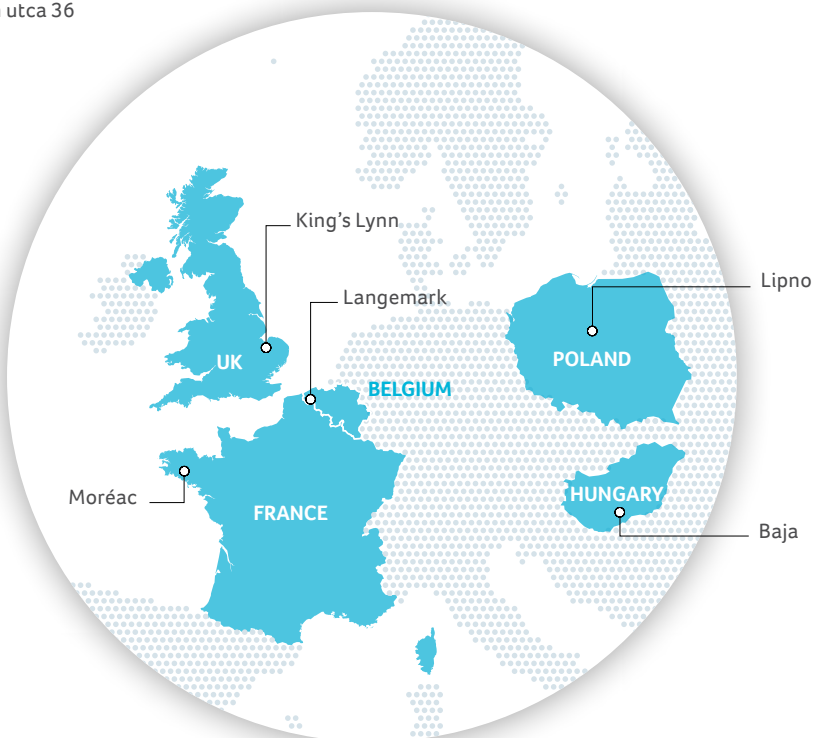 utca 36
King's Lynn
Lipno
Langemark
UK
POLAND
BELGIUM
HUNGARY
Moréac
FRANCE
Baja